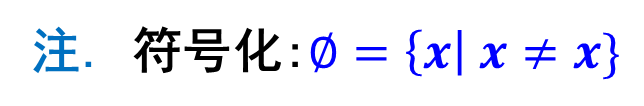 注. 符号化:∅ = {x| x ≠ x}